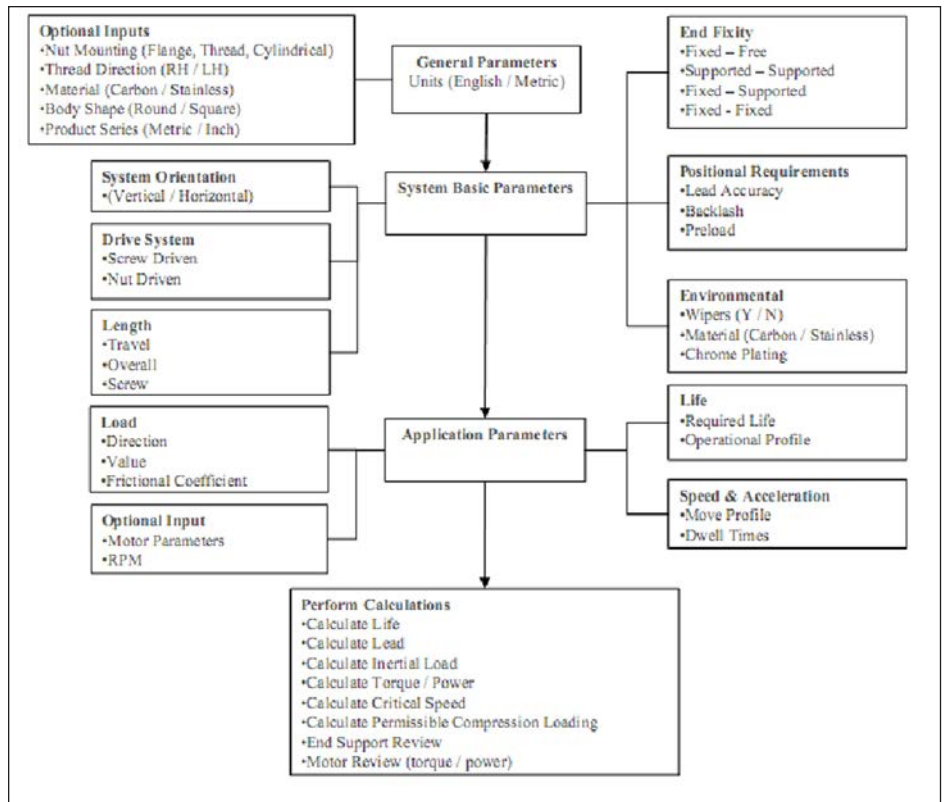 Optional Inputs
•Nut Mounting (Flange, Thread, Cylindrical)
•Thread Direction (RH / LH)
•Material (Carbon / Stainless)
•Body Shape (Round / Square)
•Product Series (Metric / Inch)
General Parameters
Units (English / Metric)
End Fixity
•Fixed – Free
•Supported – Supported
•Fixed – Supported
•Fixed - Fixed
System Orientation
•(Vertical / Horizontal)
System Basic Parameters
Positional Requirements
•Lead Accuracy
•Backlash
•Preload
Drive System
•Screw Driven
•Nut Driven
Environmental
•Wipers (Y / N)
•Material (Carbon / Stainless)
•Chrome Plating
Length
•Travel
•Overall
•Screw
Load
•Direction
•Value
•Frictional Coefficient
Application Parameters
Life
•Required Life
•Operational Profile
Optional Input
•Motor Parameters
•RPM
Speed & Acceleration
•Move Profile
•Dwell Times
Perform Calculations
•Calculate Life
•Calculate Lead
•Calculate Inertial Load
•Calculate Torque / Power
•Calculate Critical Speed
•Calculate Permissible Compression Loading
•End Support Review
•Motor Review (torque / power)